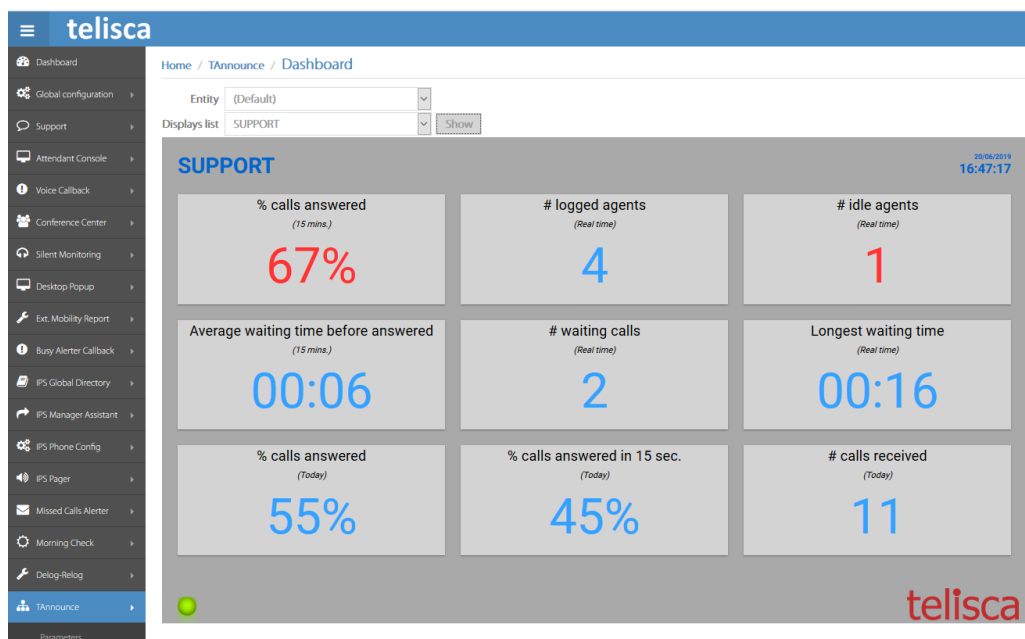 telisca
Dashboard
Global configuration
Support
Attendant Console
Voice Callback
Conference Center
Silent Monitoring
Desktop Popup
Ext. Mobility Report
Busy Alerter Callback
IPS Global Directory
IPS Manager Assistant
IPS Phone Config
IPS Pager
Missed Calls Alerter
Morning Check
Delog-Relog
TAnnounce
Parameters
Home / TAnnounce / Dashboard
Entity (Default)
Displays list SUPPORT Show
SUPPORT
20/06/2019
16:47:17
% calls answered
(15 mins.)
67%
# logged agents
(Real time)
4
# idle agents
(Real time)
1
Average waiting time before answered
(15 mins.)
00:06
# waiting calls
(Real time)
2
Longest waiting time
(Real time)
00:16
% calls answered
(Today)
55%
% calls answered in 15 sec.
(Today)
45%
# calls received
(Today)
11
telisca